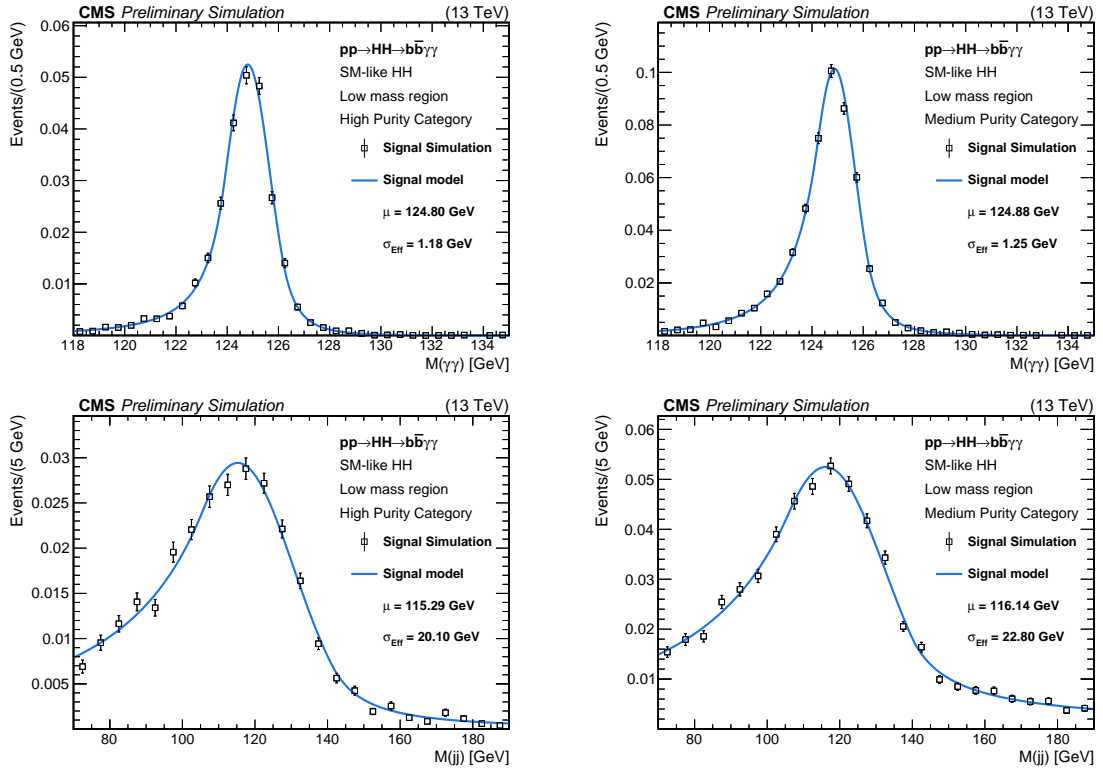 CMS Preliminary Simulation (13 TeV)
Events/(0.5 GeV)
0.06
0.05
0.04
0.03
0.02
0.01
pp→HH→bb̅γγ
SM-like HH
Low mass region
High Purity Category
Signal Simulation
Signal model
μ = 124.80 GeV
σEff = 1.18 GeV
118 120 122 124 126 128 130 132 134
M(γγ) [GeV]
CMS Preliminary Simulation (13 TeV)
Events/(0.5 GeV)
0.1
0.08
0.06
0.04
0.02
pp→HH→bb̅γγ
SM-like HH
Low mass region
Medium Purity Category
Signal Simulation
Signal model
μ = 124.88 GeV
σEff = 1.25 GeV
118 120 122 124 126 128 130 132 134
M(γγ) [GeV]
CMS Preliminary Simulation (13 TeV)
Events/(5 GeV)
0.03
0.025
0.02
0.015
0.01
0.005
pp→HH→bb̅γγ
SM-like HH
Low mass region
High Purity Category
Signal Simulation
Signal model
μ = 115.29 GeV
σEff = 20.10 GeV
80 100 120 140 160 180
M(jj) [GeV]
CMS Preliminary Simulation (13 TeV)
Events/(5 GeV)
0.06
0.05
0.04
0.03
0.02
0.01
pp→HH→bb̅γγ
SM-like HH
Low mass region
Medium Purity Category
Signal Simulation
Signal model
μ = 116.14 GeV
σEff = 22.80 GeV
80 100 120 140 160 180
M(jj) [GeV]